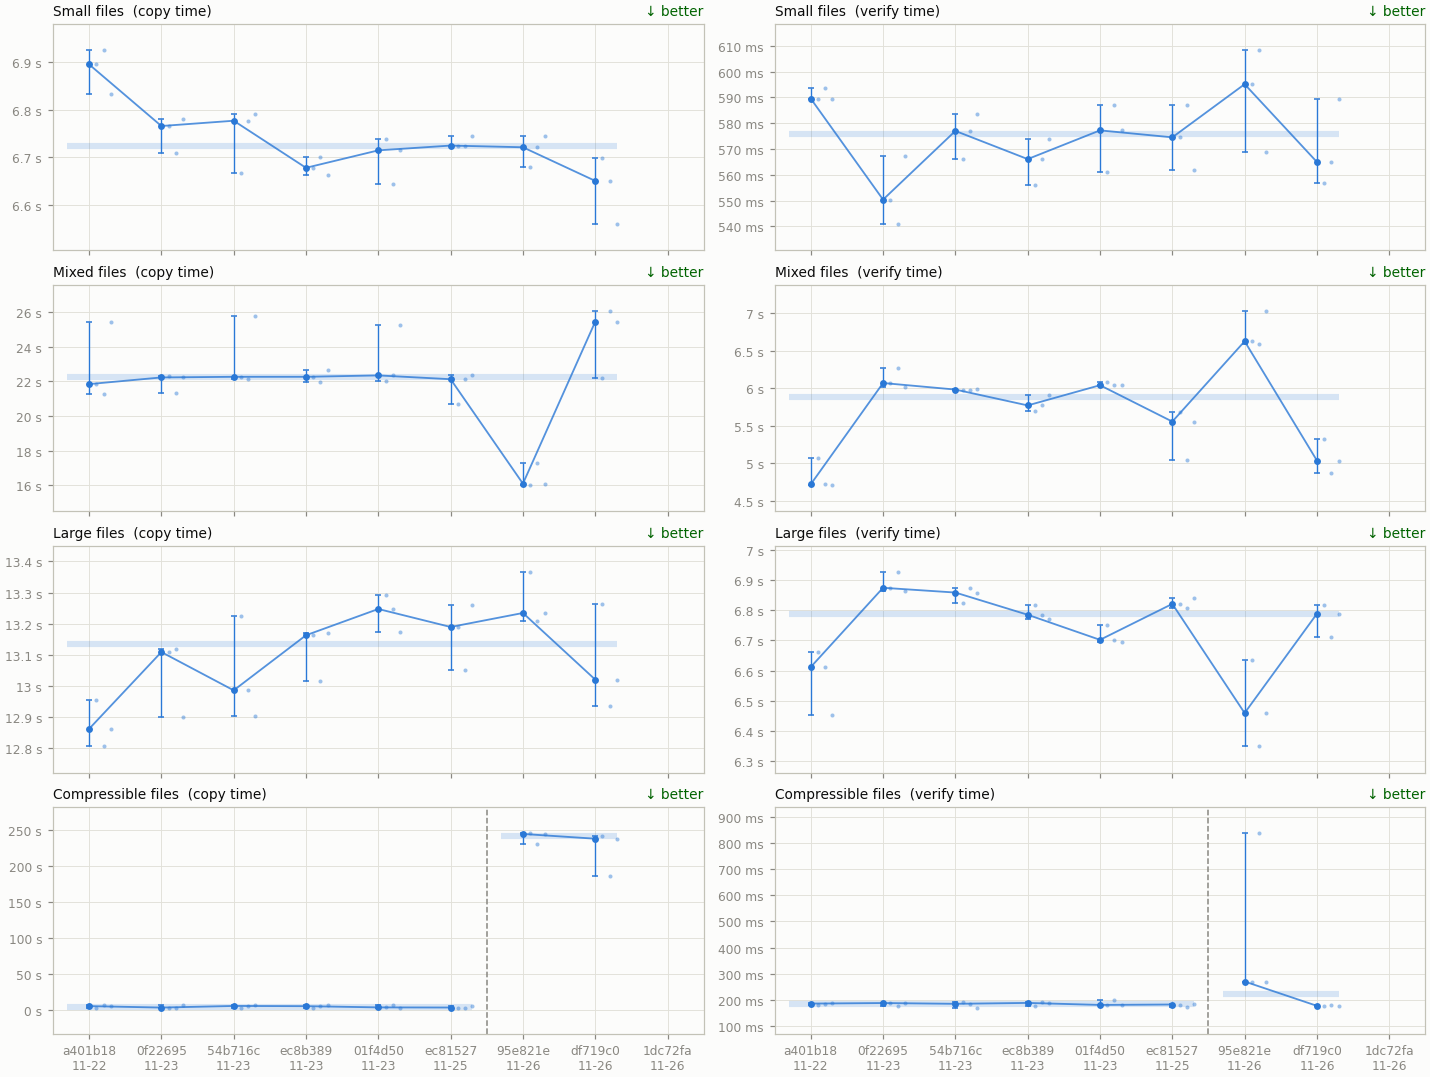 Small files (copy time) ↓ better
6.9 s
6.8 s
6.7 s
6.6 s
Small files (verify time) ↓ better
610 ms
600 ms
590 ms
580 ms
570 ms
560 ms
550 ms
540 ms
Mixed files (copy time) ↓ better
26 s
24 s
22 s
20 s
18 s
16 s
Mixed files (verify time) ↓ better
7 s
6.5 s
6 s
5.5 s
5 s
4.5 s
Large files (copy time) ↓ better
13.4 s
13.3 s
13.2 s
13.1 s
13 s
12.9 s
12.8 s
Large files (verify time) ↓ better
7 s
6.9 s
6.8 s
6.7 s
6.6 s
6.5 s
6.4 s
6.3 s
Compressible files (copy time) ↓ better
250 s
200 s
150 s
100 s
50 s
0 s
a401b18 0f22695 54b716c ec8b389 01f4d50 ec81527 95e821e df719c0 1dc72fa
11-22 11-23 11-23 11-23 11-23 11-25 11-26 11-26 11-26
Compressible files (verify time) ↓ better
900 ms
800 ms
700 ms
600 ms
500 ms
400 ms
300 ms
200 ms
100 ms
a401b18 0f22695 54b716c ec8b389 01f4d50 ec81527 95e821e df719c0 1dc72fa
11-22 11-23 11-23 11-23 11-23 11-25 11-26 11-26 11-26